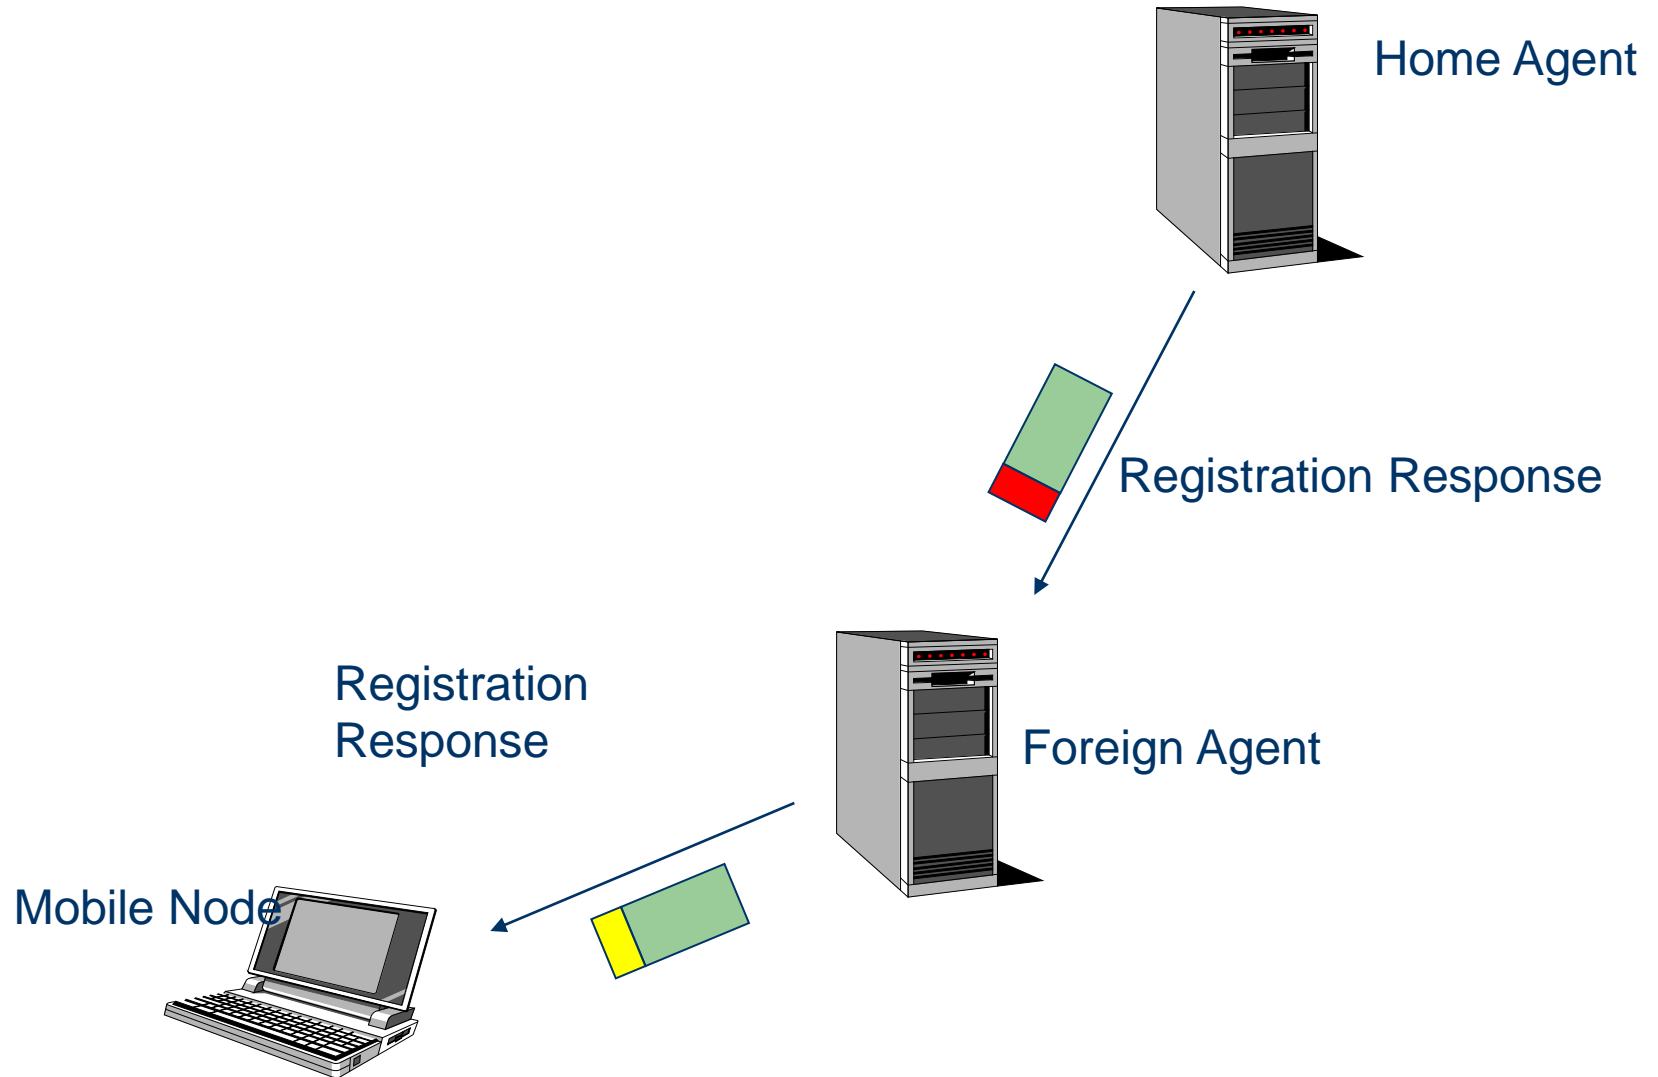 Home Agent
Registration Response
Registration
Response
Foreign Agent
Mobile Node